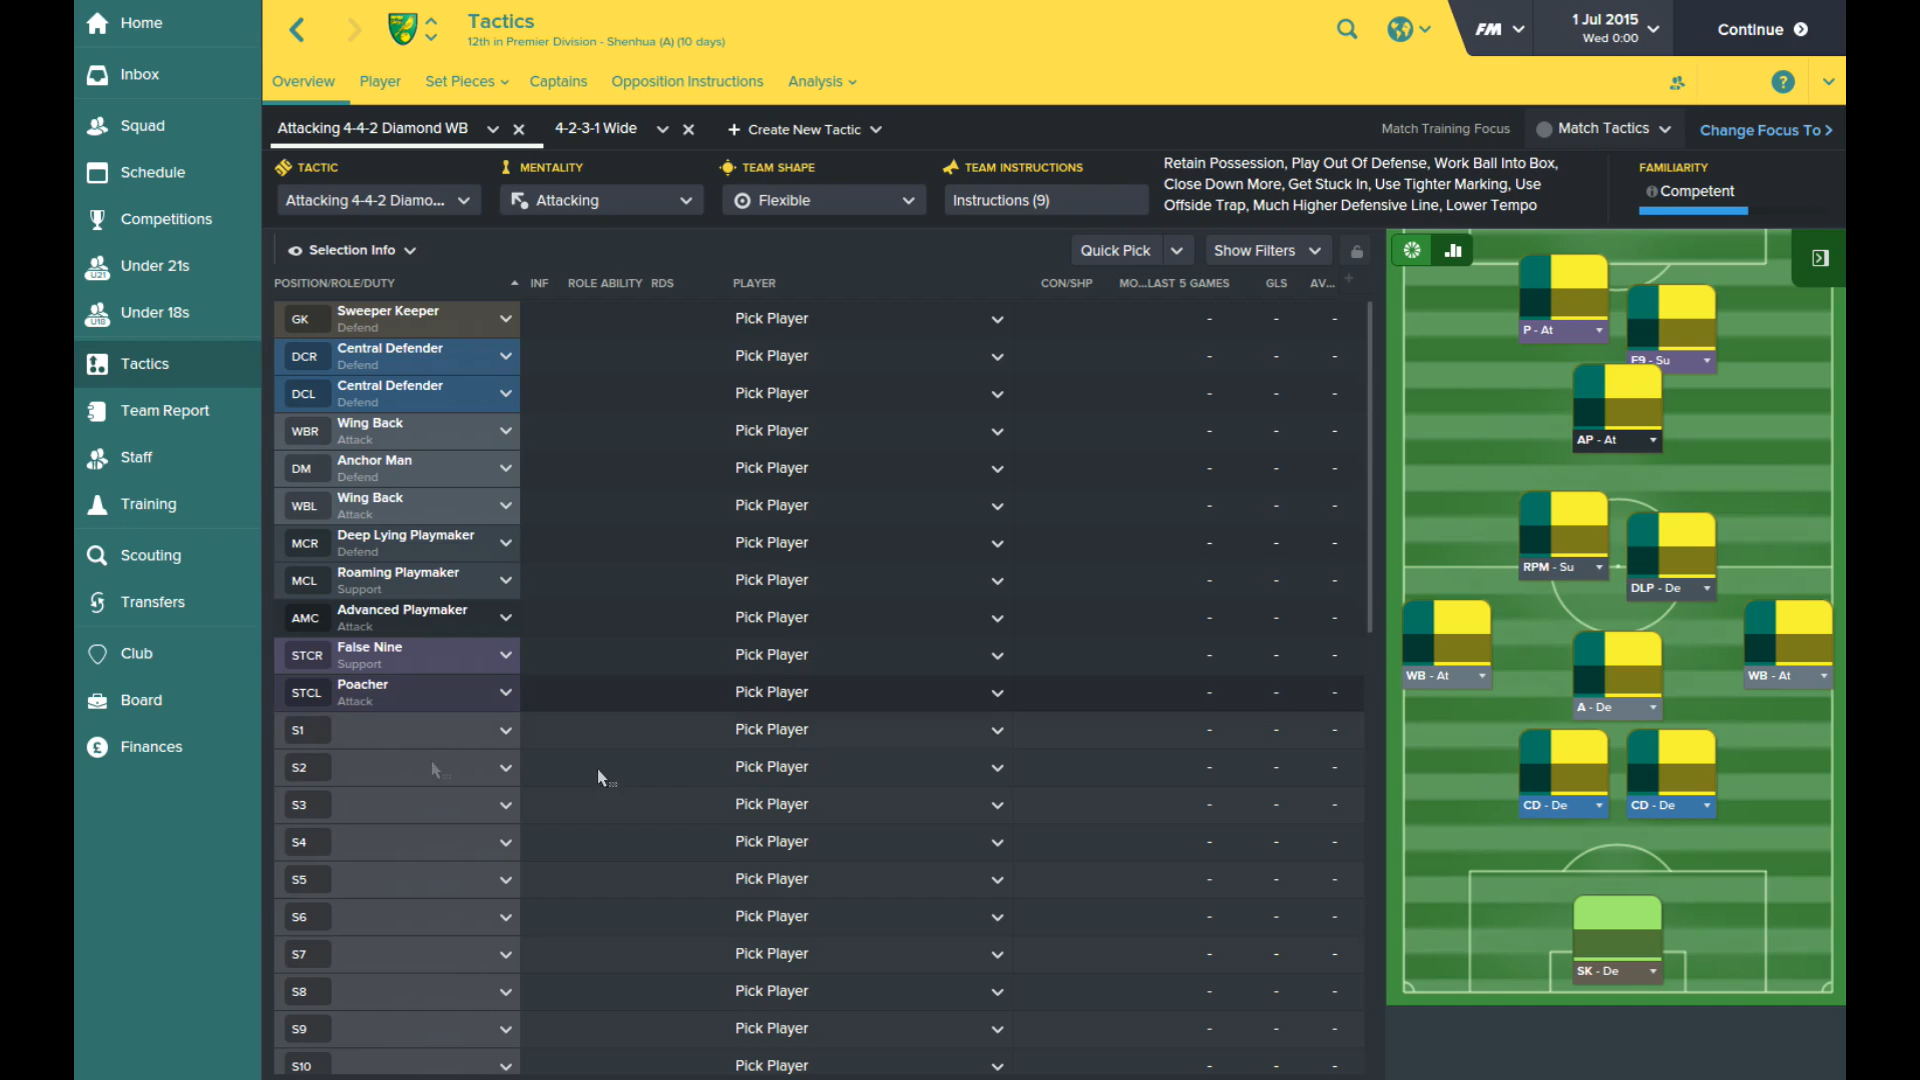 Home
Inbox
Squad
Schedule
Competitions
U21
Under 21s
U18
Under 18s
Tactics
Team Report
Staff
Training
Scouting
Transfers
Club
Board
Finances
Tactics
12th in Premier Division - Shenhua (A) (10 days)
FM
1 Jul 2015
Wed 0:00
Continue
Overview
Player
Set Pieces
Captains
Opposition Instructions
Analysis
?
Attacking 4-4-2 Diamond WB
4-2-3-1 Wide
+ Create New Tactic
Match Training Focus
Match Tactics
Change Focus To >
TACTIC
MENTALITY
TEAM SHAPE
TEAM INSTRUCTIONS
Attacking 4-4-2 Diamo...
Attacking
Flexible
Instructions (9)
Retain Possession, Play Out Of Defense, Work Ball Into Box,
Close Down More, Get Stuck In, Use Tighter Marking, Use
Offside Trap, Much Higher Defensive Line, Lower Tempo
FAMILIARITY
Competent
Selection Info
Quick Pick
Show Filters
POSITION/ROLE/DUTY
INF
ROLE ABILITY
RDS
PLAYER
CON/SHP
MO...
LAST 5 GAMES
GLS
AV...
GK
Sweeper Keeper
Defend
Pick Player
- - -
DCR
Central Defender
Defend
Pick Player
- - -
DCL
Central Defender
Defend
Pick Player
- - -
WBR
Wing Back
Attack
Pick Player
- - -
DM
Anchor Man
Defend
Pick Player
- - -
WBL
Wing Back
Attack
Pick Player
- - -
MCR
Deep Lying Playmaker
Defend
Pick Player
- - -
MCL
Roaming Playmaker
Support
Pick Player
- - -
AMC
Advanced Playmaker
Attack
Pick Player
- - -
STCR
False Nine
Support
Pick Player
- - -
STCL
Poacher
Attack
Pick Player
- - -
S1
Pick Player
- - -
S2
Pick Player
- - -
S3
Pick Player
- - -
S4
Pick Player
- - -
S5
Pick Player
- - -
S6
Pick Player
- - -
S7
Pick Player
- - -
S8
Pick Player
- - -
S9
Pick Player
- - -
S10
Pick Player
- - -
P - At
F9 - Su
AP - At
RPM - Su
DLP - De
WB - At
WB - At
A - De
CD - De
CD - De
SK - De